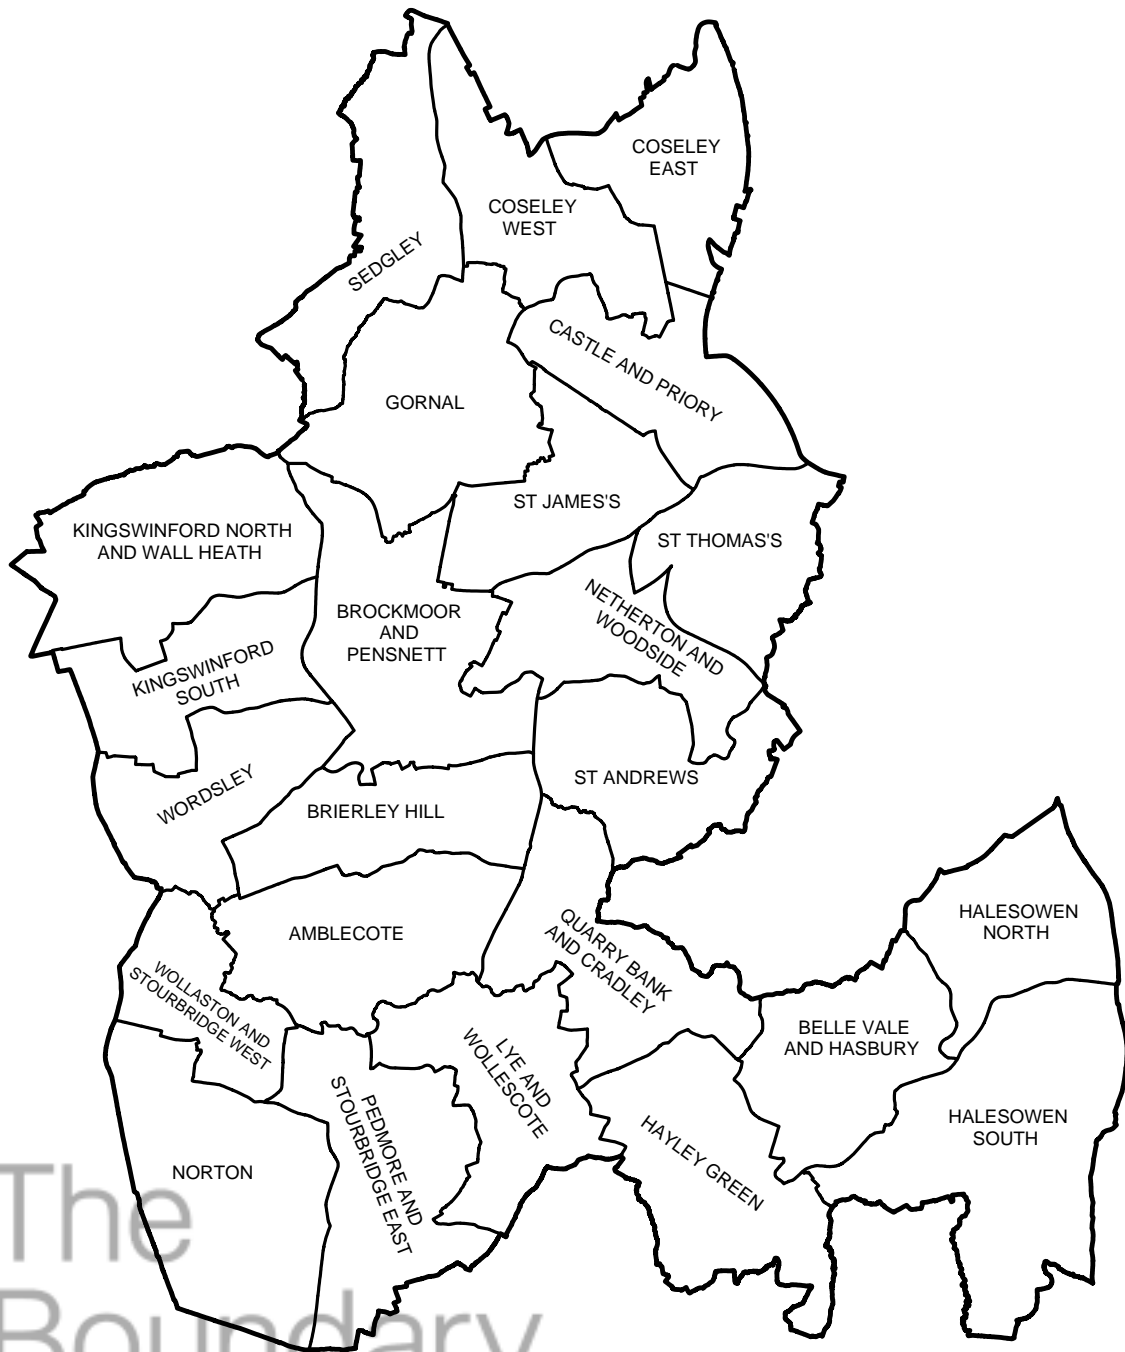 COSELEY
EAST
COSELEY
WEST
SEDGLEY
CASTLE AND PRIORY
GORNAL
ST JAMES'S
KINGSWINFORD NORTH
AND WALL HEATH
ST THOMAS'S
BROCKMOOR
AND
PENSNETT
NETHERTON AND
WOODSIDE
KINGSWINFORD
SOUTH
ST ANDREWS
WORDSLEY
BRIERLEY HILL
HALESOWEN
NORTH
AMBLECOTE
QUARRY BANK
AND CRADLEY
WOLLASTON AND
STOURBRIDGE WEST
BELLE VALE
AND HASBURY
LYE AND
WOLLESCOTE
HALESOWEN
SOUTH
PEDMORE AND
STOURBRIDGE EAST
HAYLEY GREEN
NORTON
The
Boundary